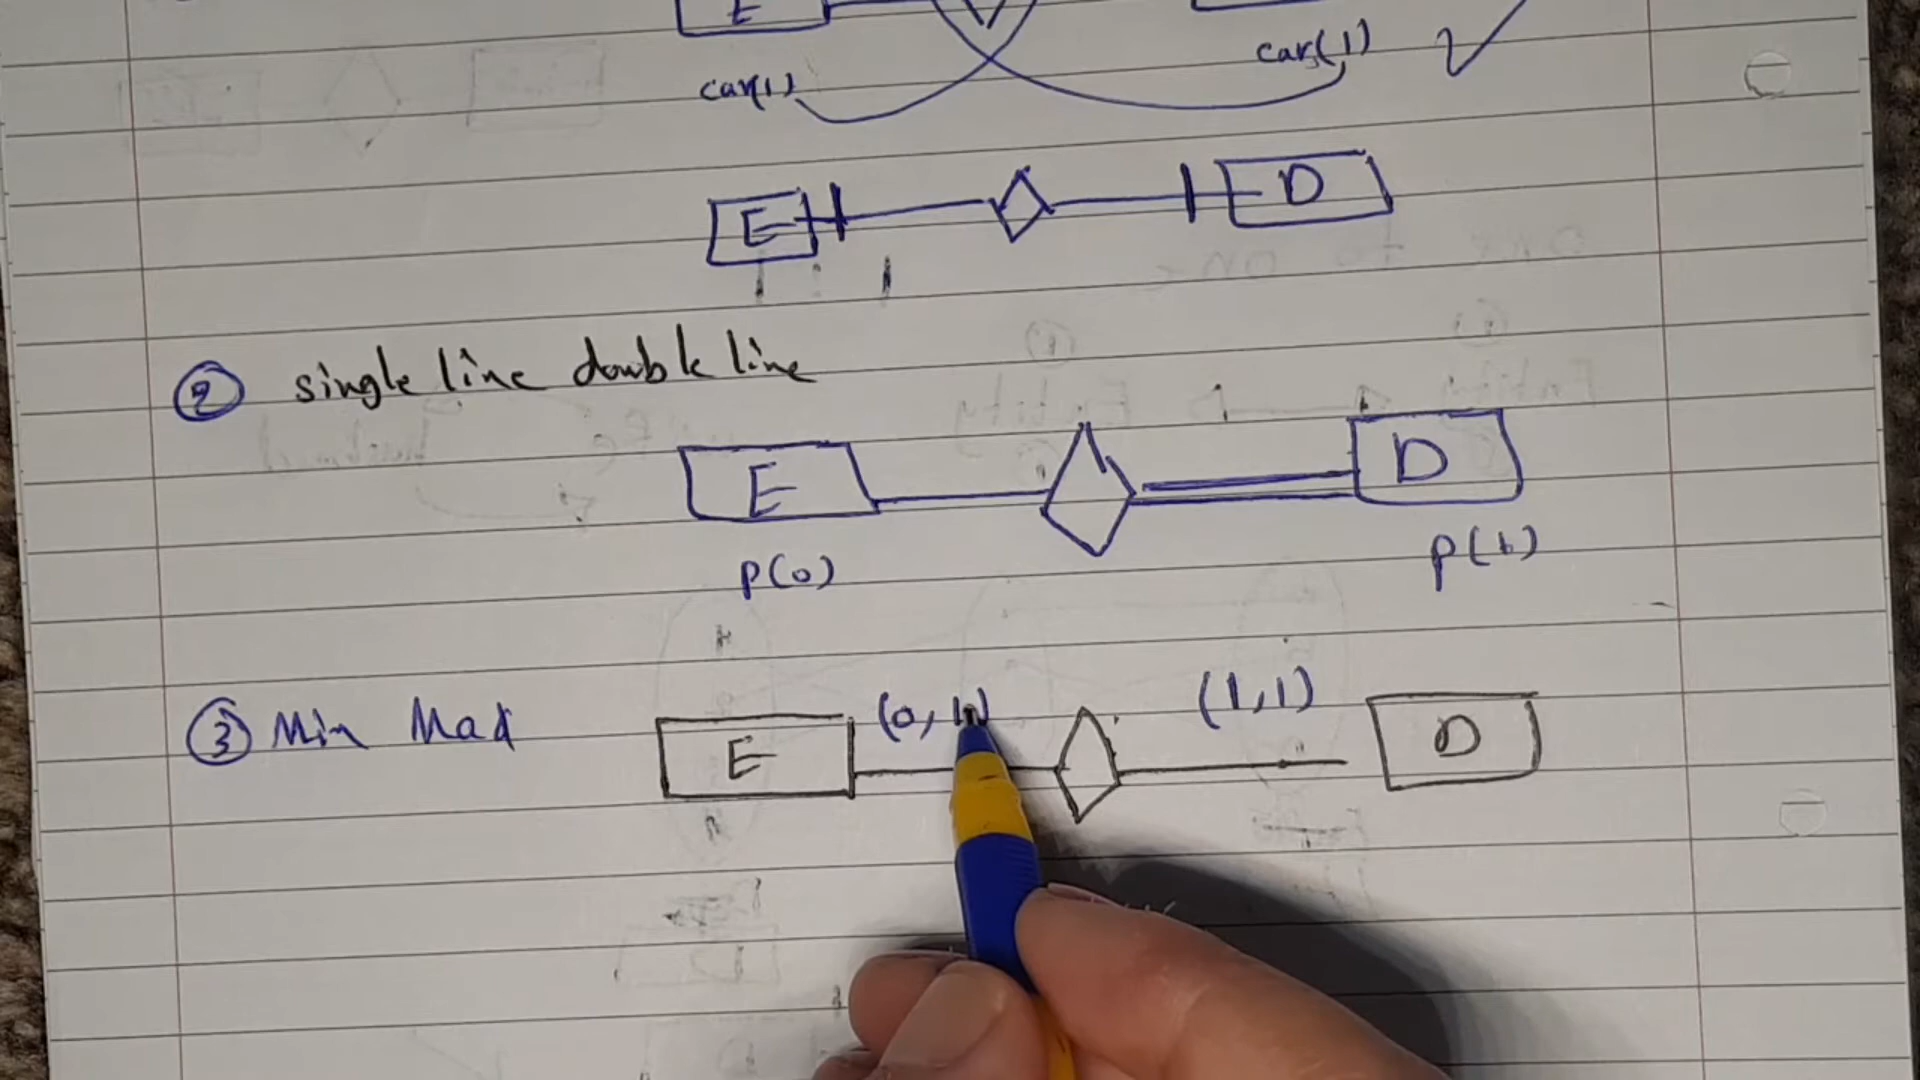 E
car(1) car(1)
E D
② single line double line
E D
p(0) p(1)
③ Min Max E (0,1) (1,1) D